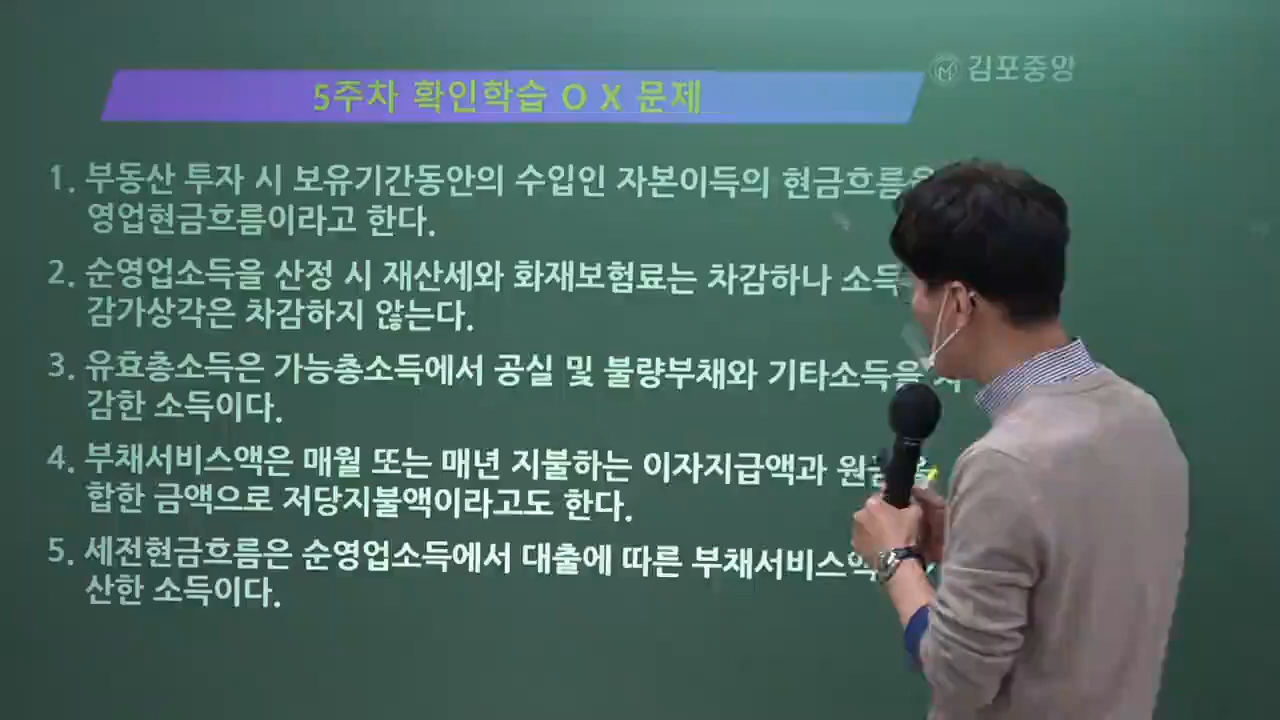 김포중앙
5주차 확인학습 O X 문제
1. 부동산 투자 시 보유기간동안의 수입인 자본이득의 현금흐름을
영업현금흐름이라고 한다.
2. 순영업소득을 산정 시 재산세와 화재보험료는 차감하나 소득
감가상각은 차감하지 않는다.
3. 유효총소득은 가능총소득에서 공실 및 불량부채와 기타소득을
감한 소득이다.
4. 부채서비스액은 매월 또는 매년 지불하는 이자지급액과 원금을
합한 금액으로 저당지불액이라고도 한다.
5. 세전현금흐름은 순영업소득에서 대출에 따른 부채서비스액
산한 소득이다.